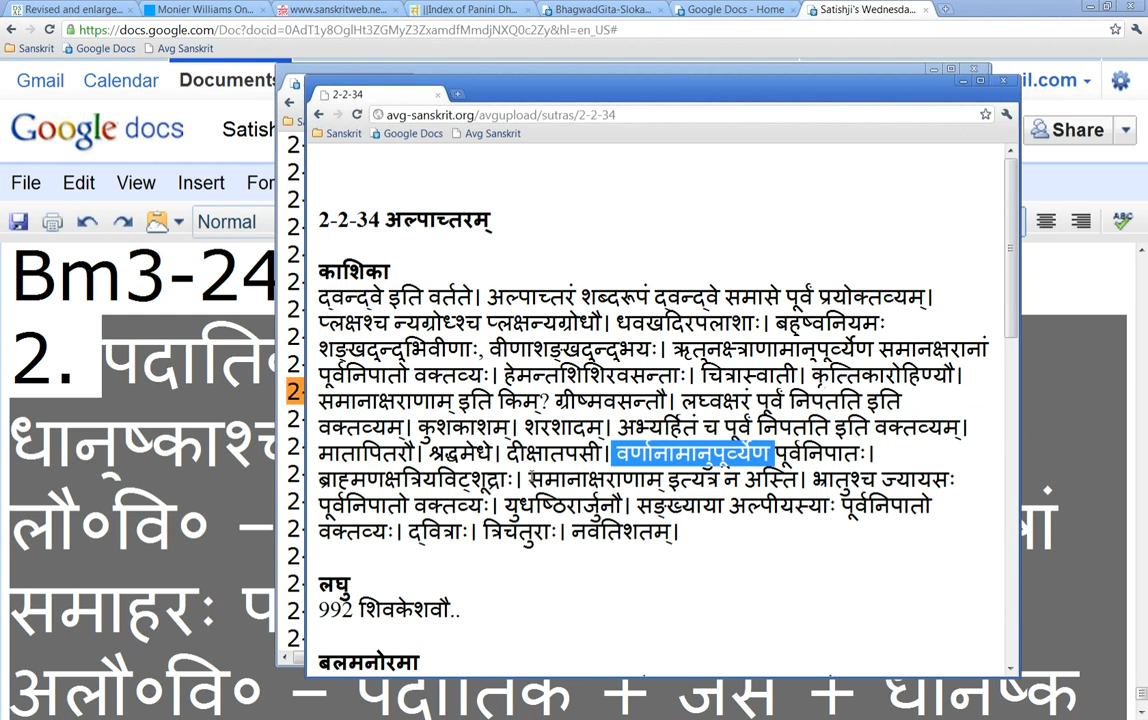 Revised and enlarge...
Monier Williams On...
www.sanskritweb.ne...
||Index of Panini Dh...
BhagwadGita-Sloka...
Google Docs - Home
Satishji's Wednesda...
https://docs.google.com/Doc?docid=0AdT1y8OglHt3ZGMyZ3ZxamdfMmdjNXQ0c2Zy&hl=en_US#
Sanskrit Google Docs Avg Sanskrit
Gmail Calendar Documents
il.com
Google docs
Satish
Share
File Edit View Insert For
Normal
ABC
2-2-34
avg-sanskrit.org/avgupload/sutras/2-2-34
Sanskrit Google Docs Avg Sanskrit
2-2-34 अल्पाच्तरम्
काशिका
द्वन्द्वे इति वर्तते। अल्पाच्तरं शब्दरूपं द्वन्द्वे समासे पूर्वं प्रयोक्तव्यम्।
प्लक्षश्च न्यग्रोध्श्च प्लक्षन्यग्रोधौ। धवखदिरपलाशाः। बहुष्वनियमः
शङ्खदुन्द्भिवीणाः, वीणाशङ्खदुन्द्भयः। ऋतुनक्ष्त्राणामानुपूर्व्येण समानक्षरानां
पूर्वनिपातो वक्तव्यः। हेमन्तशिशिरवसन्ताः। चित्रास्वाती। कृत्तिकारोहिण्यौ।
समानाक्षराणाम् इति किम्? ग्रीष्मवसन्तौ। लघ्वक्षरं पूर्वं निपतति इति
वक्तव्यम्। कुशकाशम्। शरशादम्। अभ्यर्हितं च पूर्वं निपतति इति वक्तव्यम्।
मातापितरौ। श्रद्धमेधे। दीक्षातपसी। वर्णानामानुपूर्व्येण पूर्वनिपातः।
ब्राह्मणक्षत्रियविट्शूद्राः। समानाक्षराणाम् इत्यत्र न अस्ति। भ्रातुश्च ज्यायसः
पूर्वनिपातो वक्तव्यः। युधिष्ठिरार्जुनौ। सङ्ख्याया अल्पीयस्याः पूर्वनिपातो
वक्तव्यः। द्वित्राः। त्रिचतुराः। नवतिशतम्।
लघु
992 शिवकेशवौ..
बलमनोरमा
Bm3-24
2. पदाति
धानुष्काश्च
लौ०वि० –
समाहरः प
अलौ०वि० – पदातिक + जस् + धानुष्क